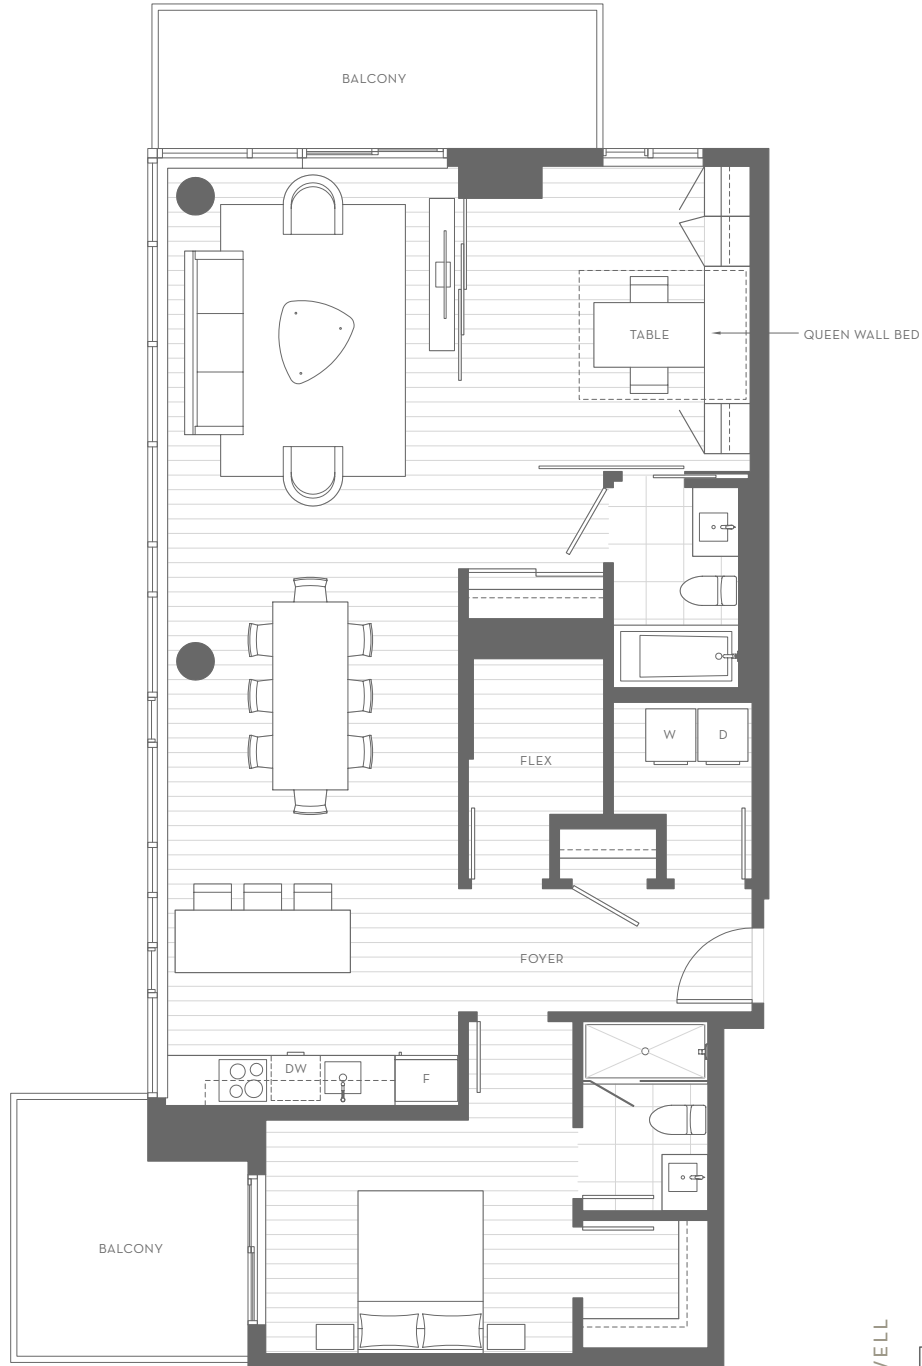 BALCONY
TABLE
QUEEN WALL BED
W
D
FLEX
FOYER
DW
F
BALCONY